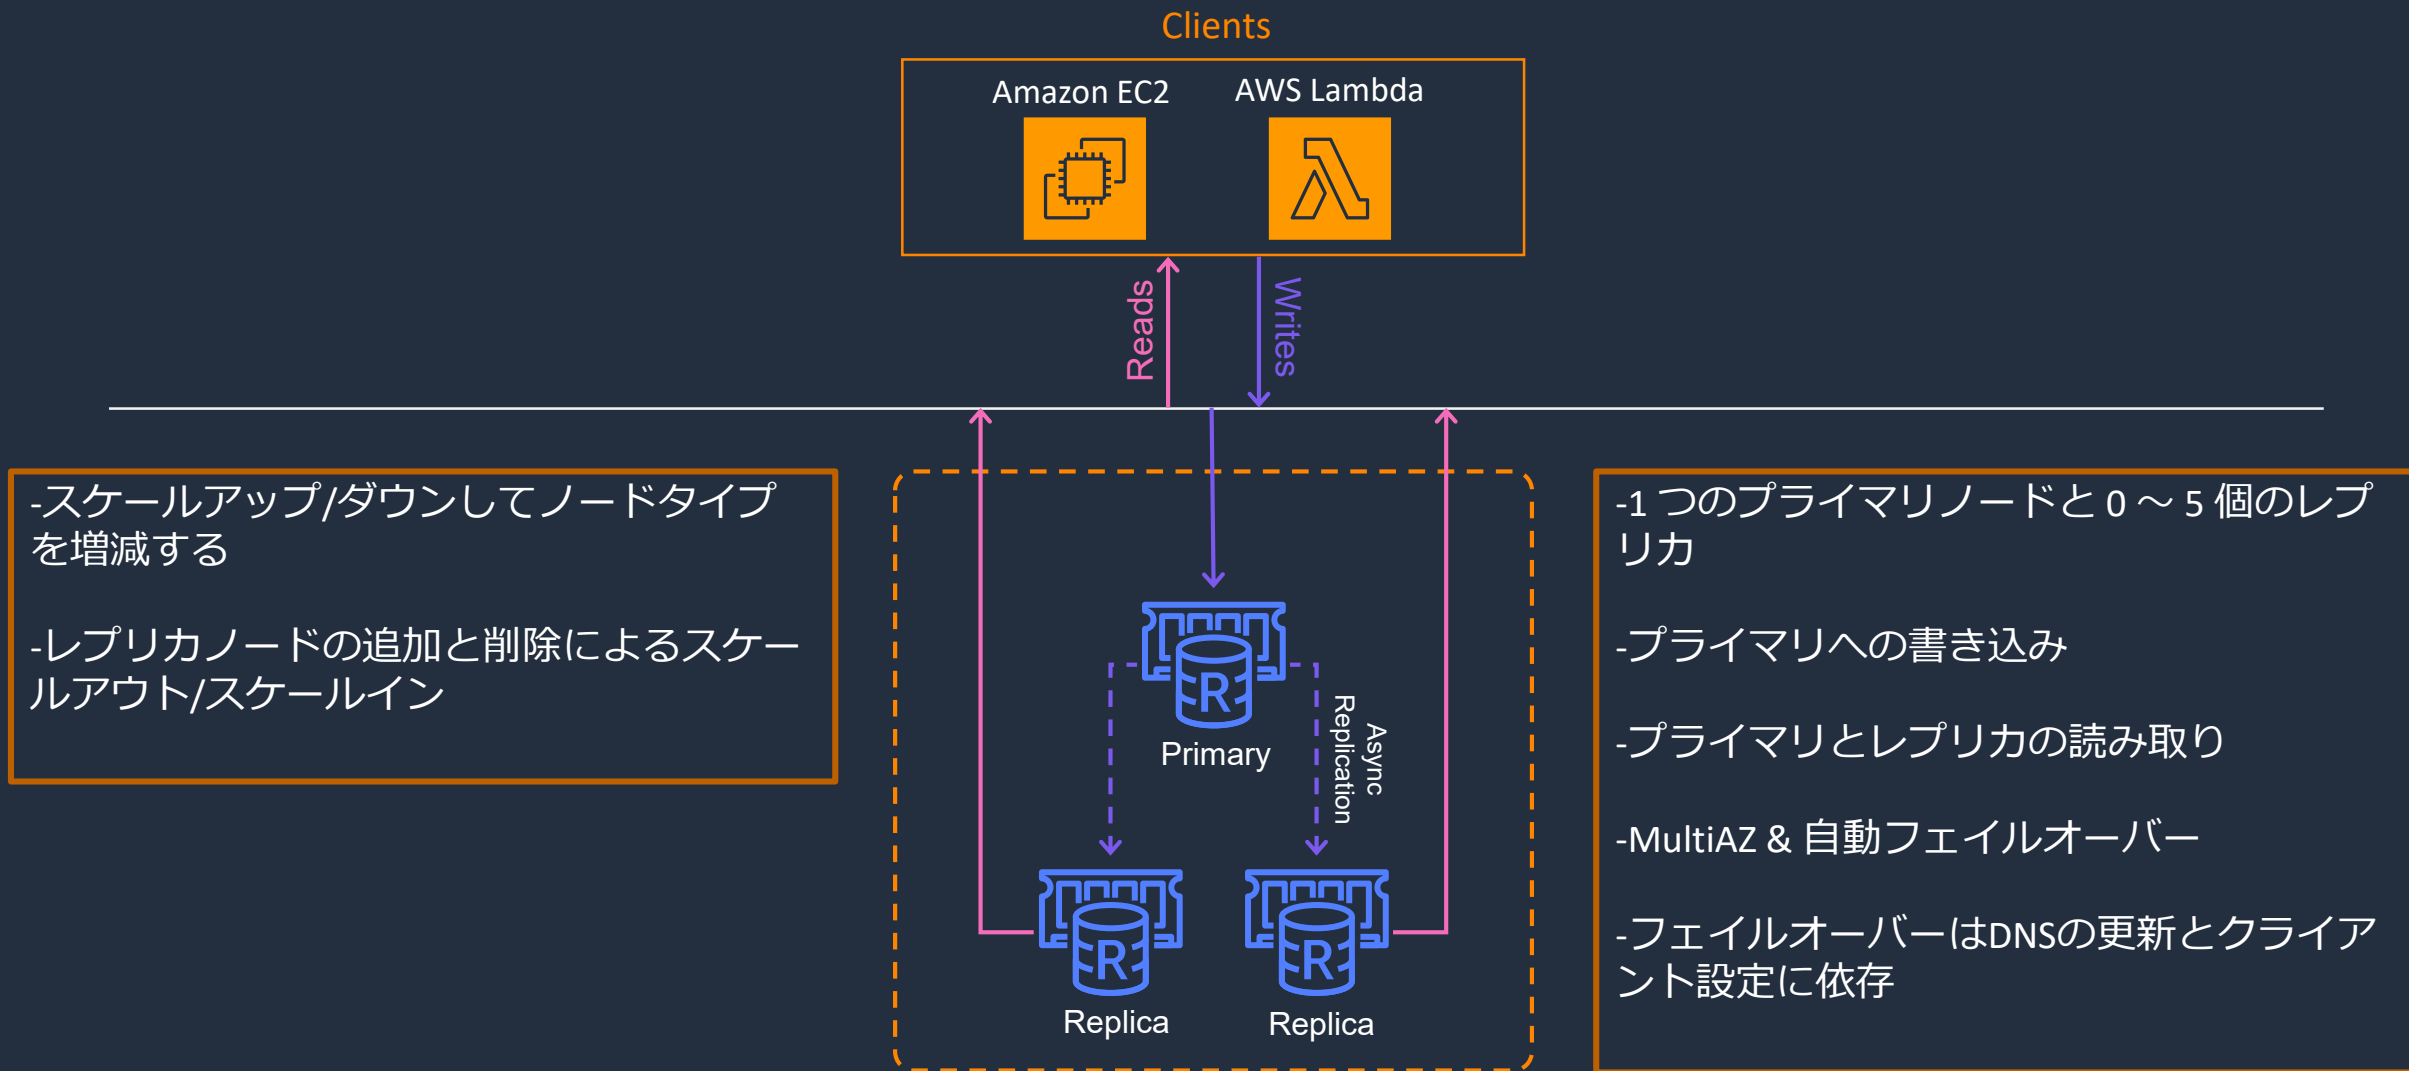 Clients
Amazon EC2
AWS Lambda
Reads
Writes
-スケールアップ/ダウンしてノードタイプ
を増減する
-レプリカノードの追加と削除によるスケー
ルアウト/スケールイン
R
Primary
Async
Replication
R
Replica
R
Replica
-1 つのプライマリノードと 0 ～ 5 個のレプ
リカ
-プライマリへの書き込み
-プライマリとレプリカの読み取り
-MultiAZ & 自動フェイルオーバー
-フェイルオーバーはDNSの更新とクライア
ント設定に依存